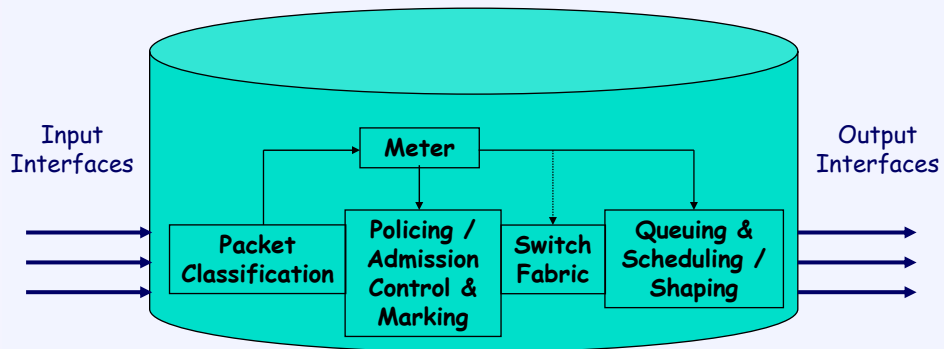 Input
Interfaces
Meter
Output
Interfaces
Packet
Classification
Policing /
Admission
Control &
Marking
Switch
Fabric
Queuing &
Scheduling /
Shaping